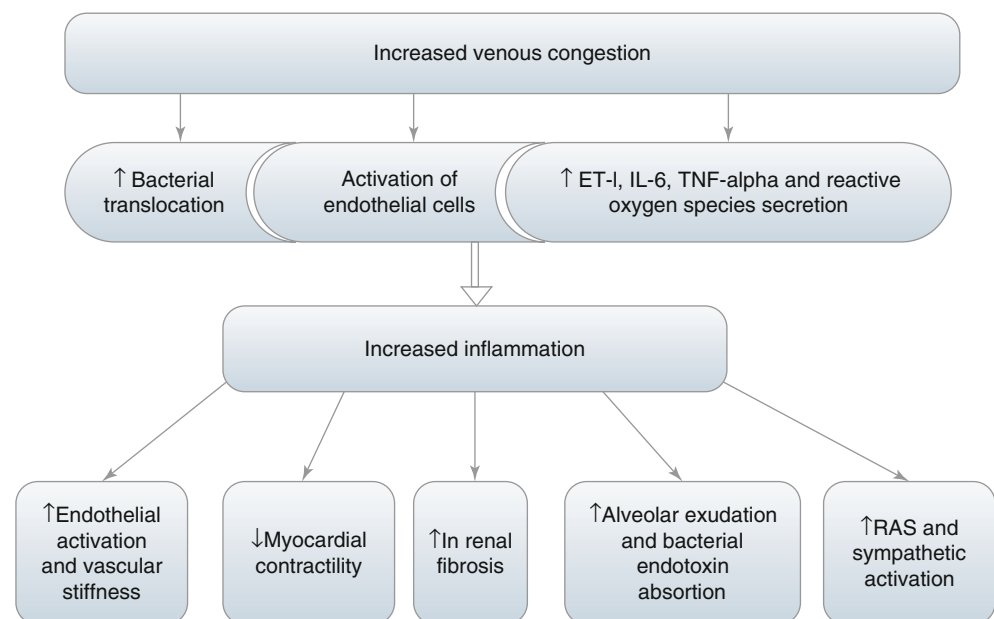 Increased venous congestion
↑ Bacterial
translocation
Activation of
endothelial cells
↑ ET-l, IL-6, TNF-alpha and reactive
oxygen species secretion
Increased inflammation
↑Endothelial
activation
and vascular
stiffness
↓Myocardial
contractility
↑In renal
fibrosis
↑Alveolar exudation
and bacterial
endotoxin
absortion
↑RAS and
sympathetic
activation